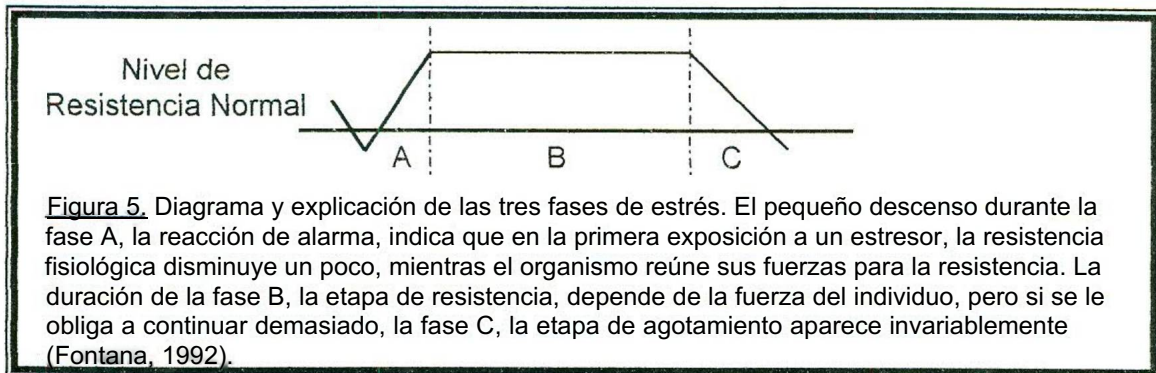 Nivel de
Resistencia Normal
A
B
C
Figura 5. Diagrama y explicación de las tres fases de estrés. El pequeño descenso durante la
fase A, la reacción de alarma, indica que en la primera exposición a un estresor, la resistencia
fisiológica disminuye un poco, mientras el organismo reúne sus fuerzas para la resistencia. La
duración de la fase B, la etapa de resistencia, depende de la fuerza del individuo, pero si se le
obliga a continuar demasiado, la fase C, la etapa de agotamiento aparece invariablemente
(Fontana, 1992).